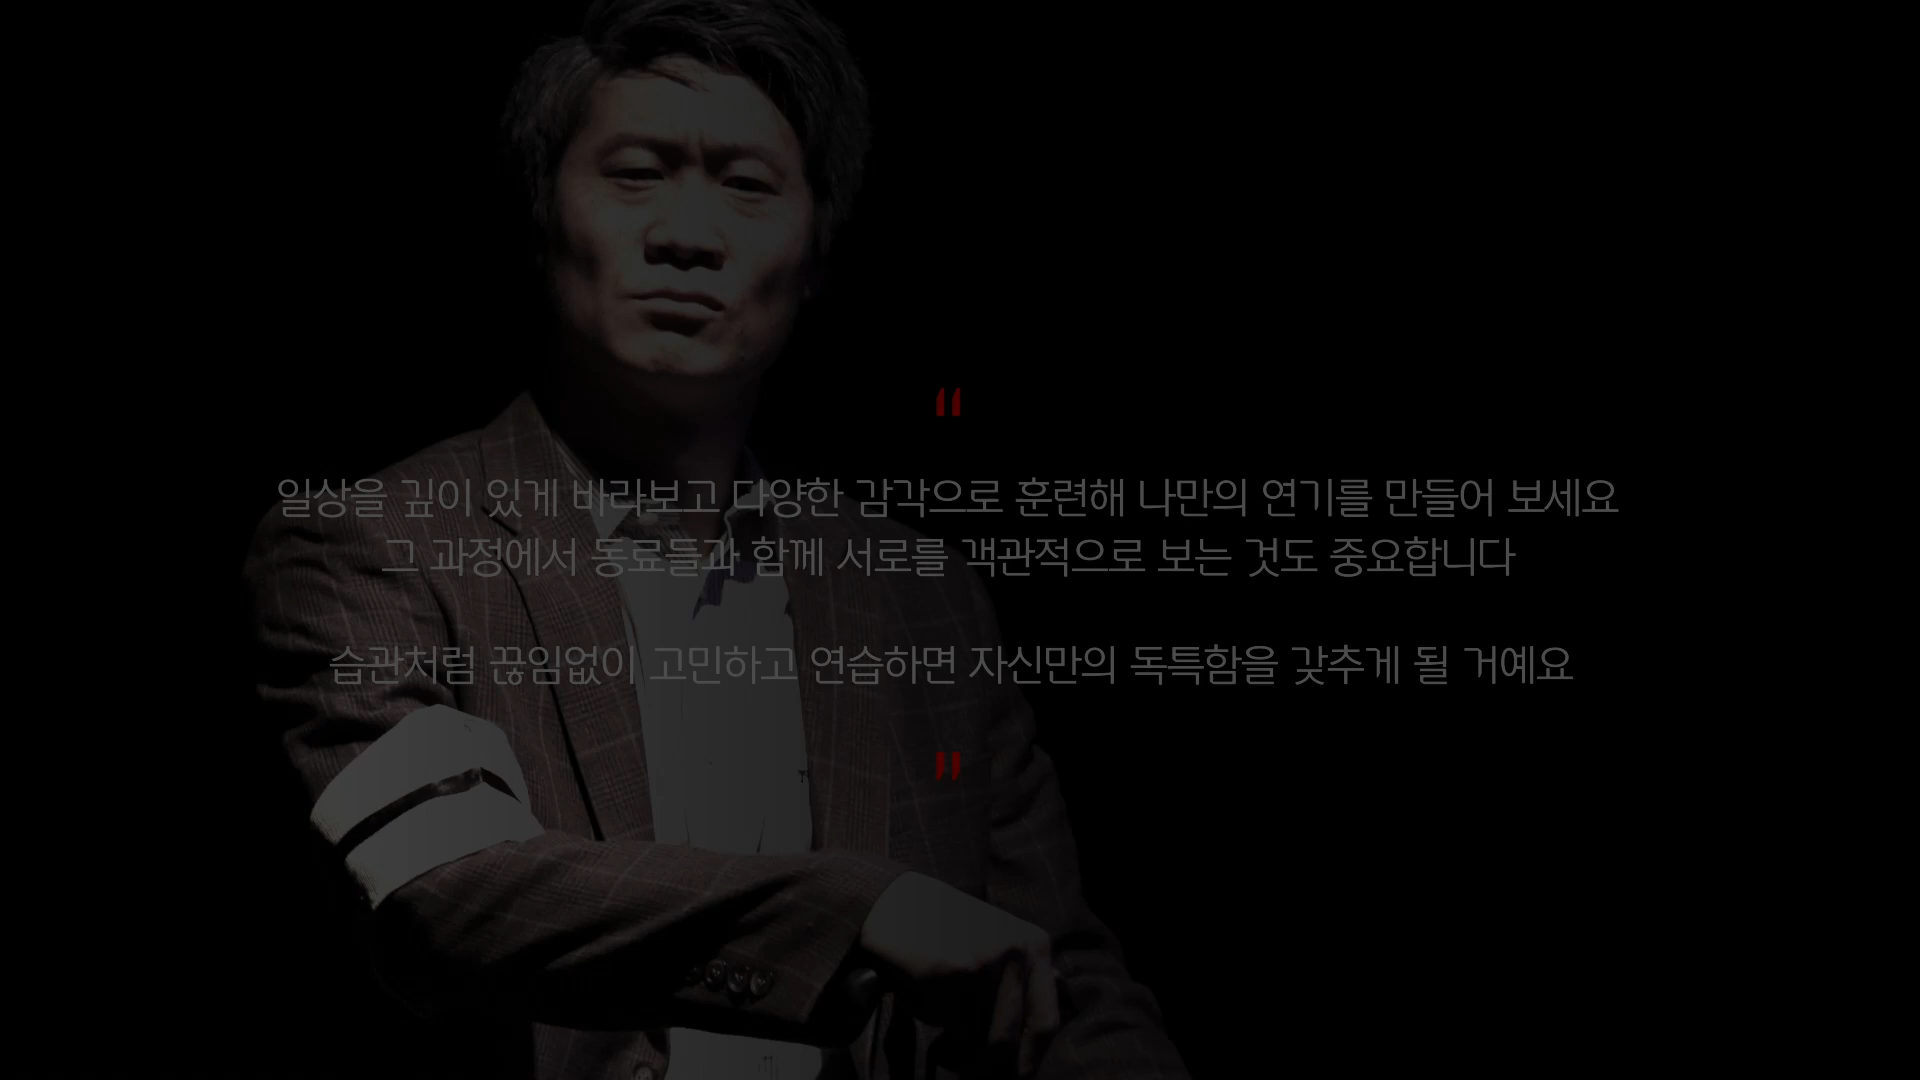 "
일상을 깊이 있게 바라보고 다양한 감각으로 훈련해 나만의 연기를 만들어 보세요
그 과정에서 동료들과 함께 서로를 객관적으로 보는 것도 중요합니다
습관처럼 끊임없이 고민하고 연습하면 자신만의 독특함을 갖추게 될 거예요
"